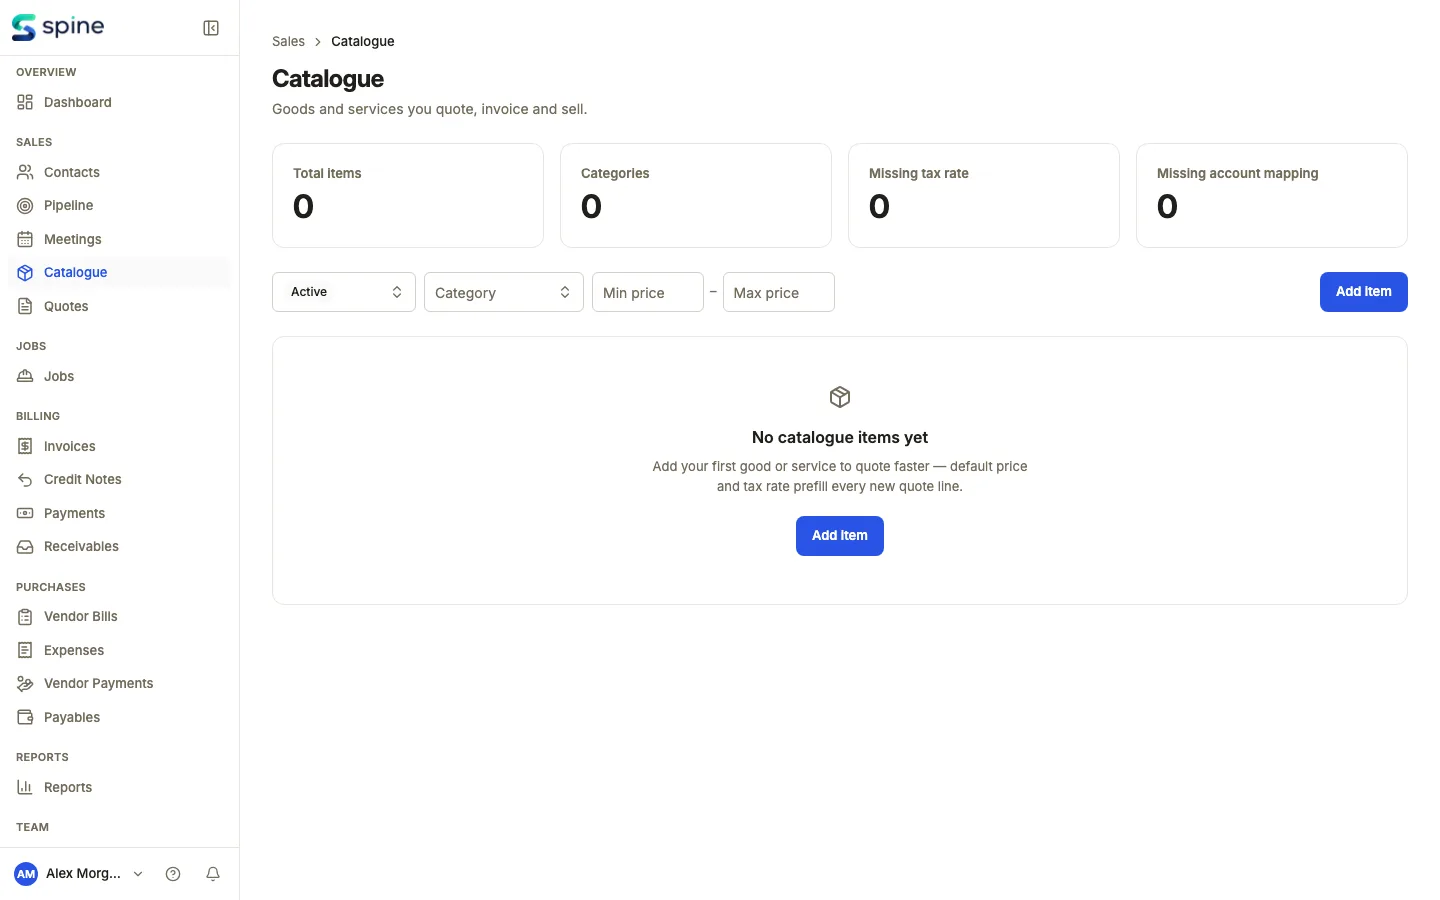 spine
OVERVIEW
Dashboard
SALES
Contacts
Pipeline
Meetings
Catalogue
Quotes
JOBS
Jobs
BILLING
Invoices
Credit Notes
Payments
Receivables
PURCHASES
Vendor Bills
Expenses
Vendor Payments
Payables
REPORTS
Reports
TEAM
AM Alex Morg...
Sales > Catalogue
Catalogue
Goods and services you quote, invoice and sell.
Total items
0
Categories
0
Missing tax rate
0
Missing account mapping
0
Active
Category
Min price – Max price
Add item
No catalogue items yet
Add your first good or service to quote faster — default price
and tax rate prefill every new quote line.
Add item